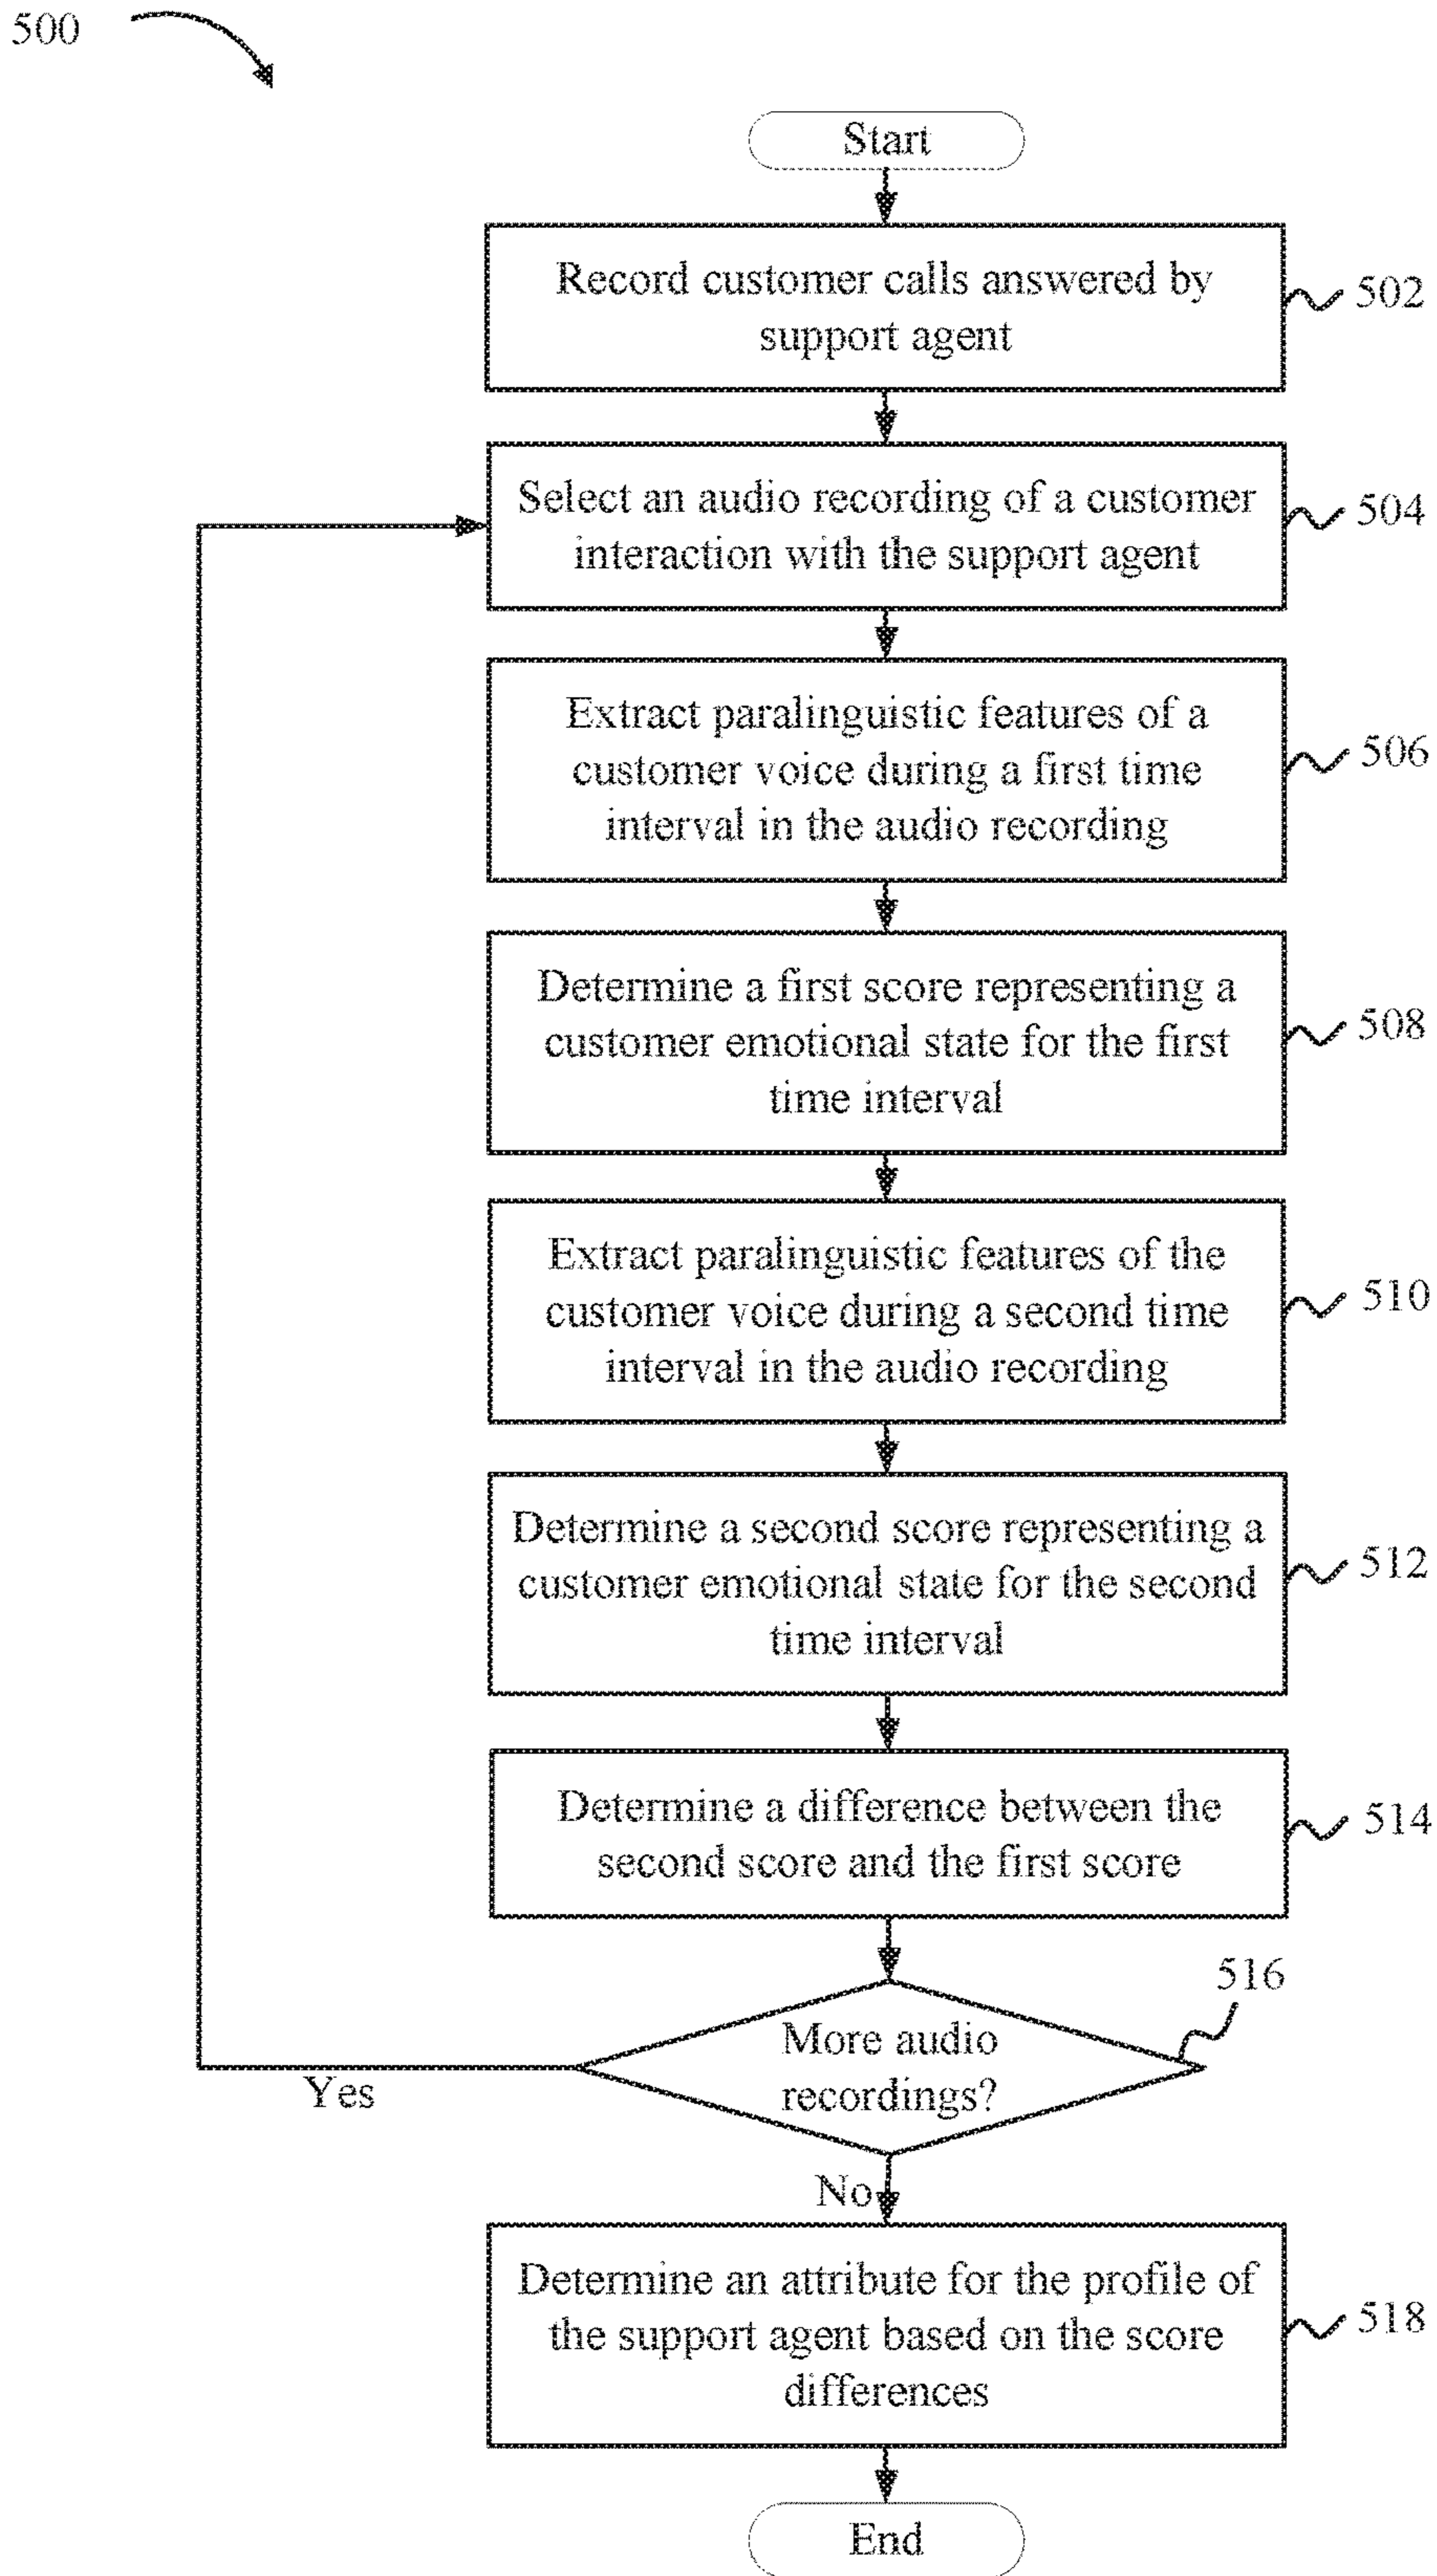 500
Start
Record customer calls answered by
support agent
502
Select an audio recording of a customer
interaction with the support agent
504
Extract paralinguistic features of a
customer voice during a first time
interval in the audio recording
506
Determine a first score representing a
customer emotional state for the first
time interval
508
Extract paralinguistic features of the
customer voice during a second time
interval in the audio recording
510
Determine a second score representing a
customer emotional state for the second
time interval
512
Determine a difference between the
second score and the first score
514
516
More audio
recordings?
Yes
No
Determine an attribute for the profile of
the support agent based on the score
differences
518
End